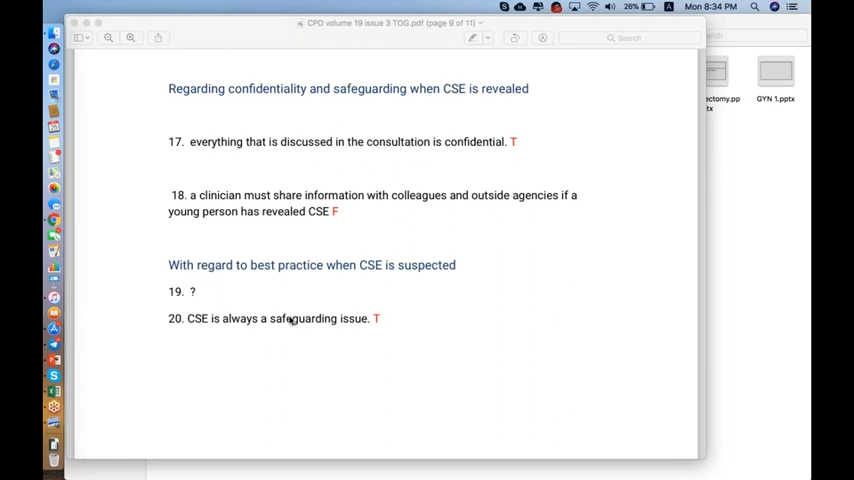 26% A Mon 8:34 PM
CPD volume 19 issue 3 TOG.pdf (page 9 of 11)
Search
Regarding confidentiality and safeguarding when CSE is revealed
17. everything that is discussed in the consultation is confidential. T
18. a clinician must share information with colleagues and outside agencies if a
young person has revealed CSE F
With regard to best practice when CSE is suspected
19. ?
20. CSE is always a safeguarding issue. T
ectomy.pp
tx
GYN 1.pptx